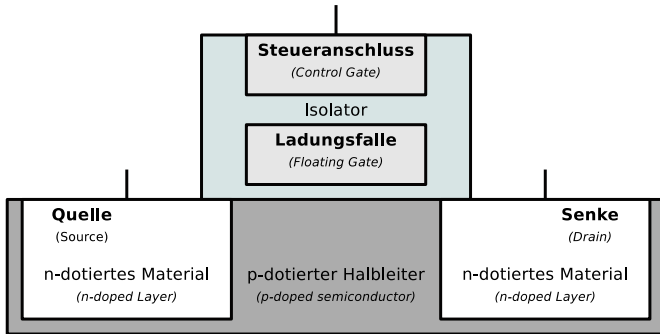 Steueranschluss
(Control Gate)
Isolator
Ladungsfalle
(Floating Gate)
Quelle
(Source)
n-dotiertes Material
(n-doped Layer)
p-dotierter Halbleiter
(p-doped semiconductor)
Senke
(Drain)
n-dotiertes Material
(n-doped Layer)